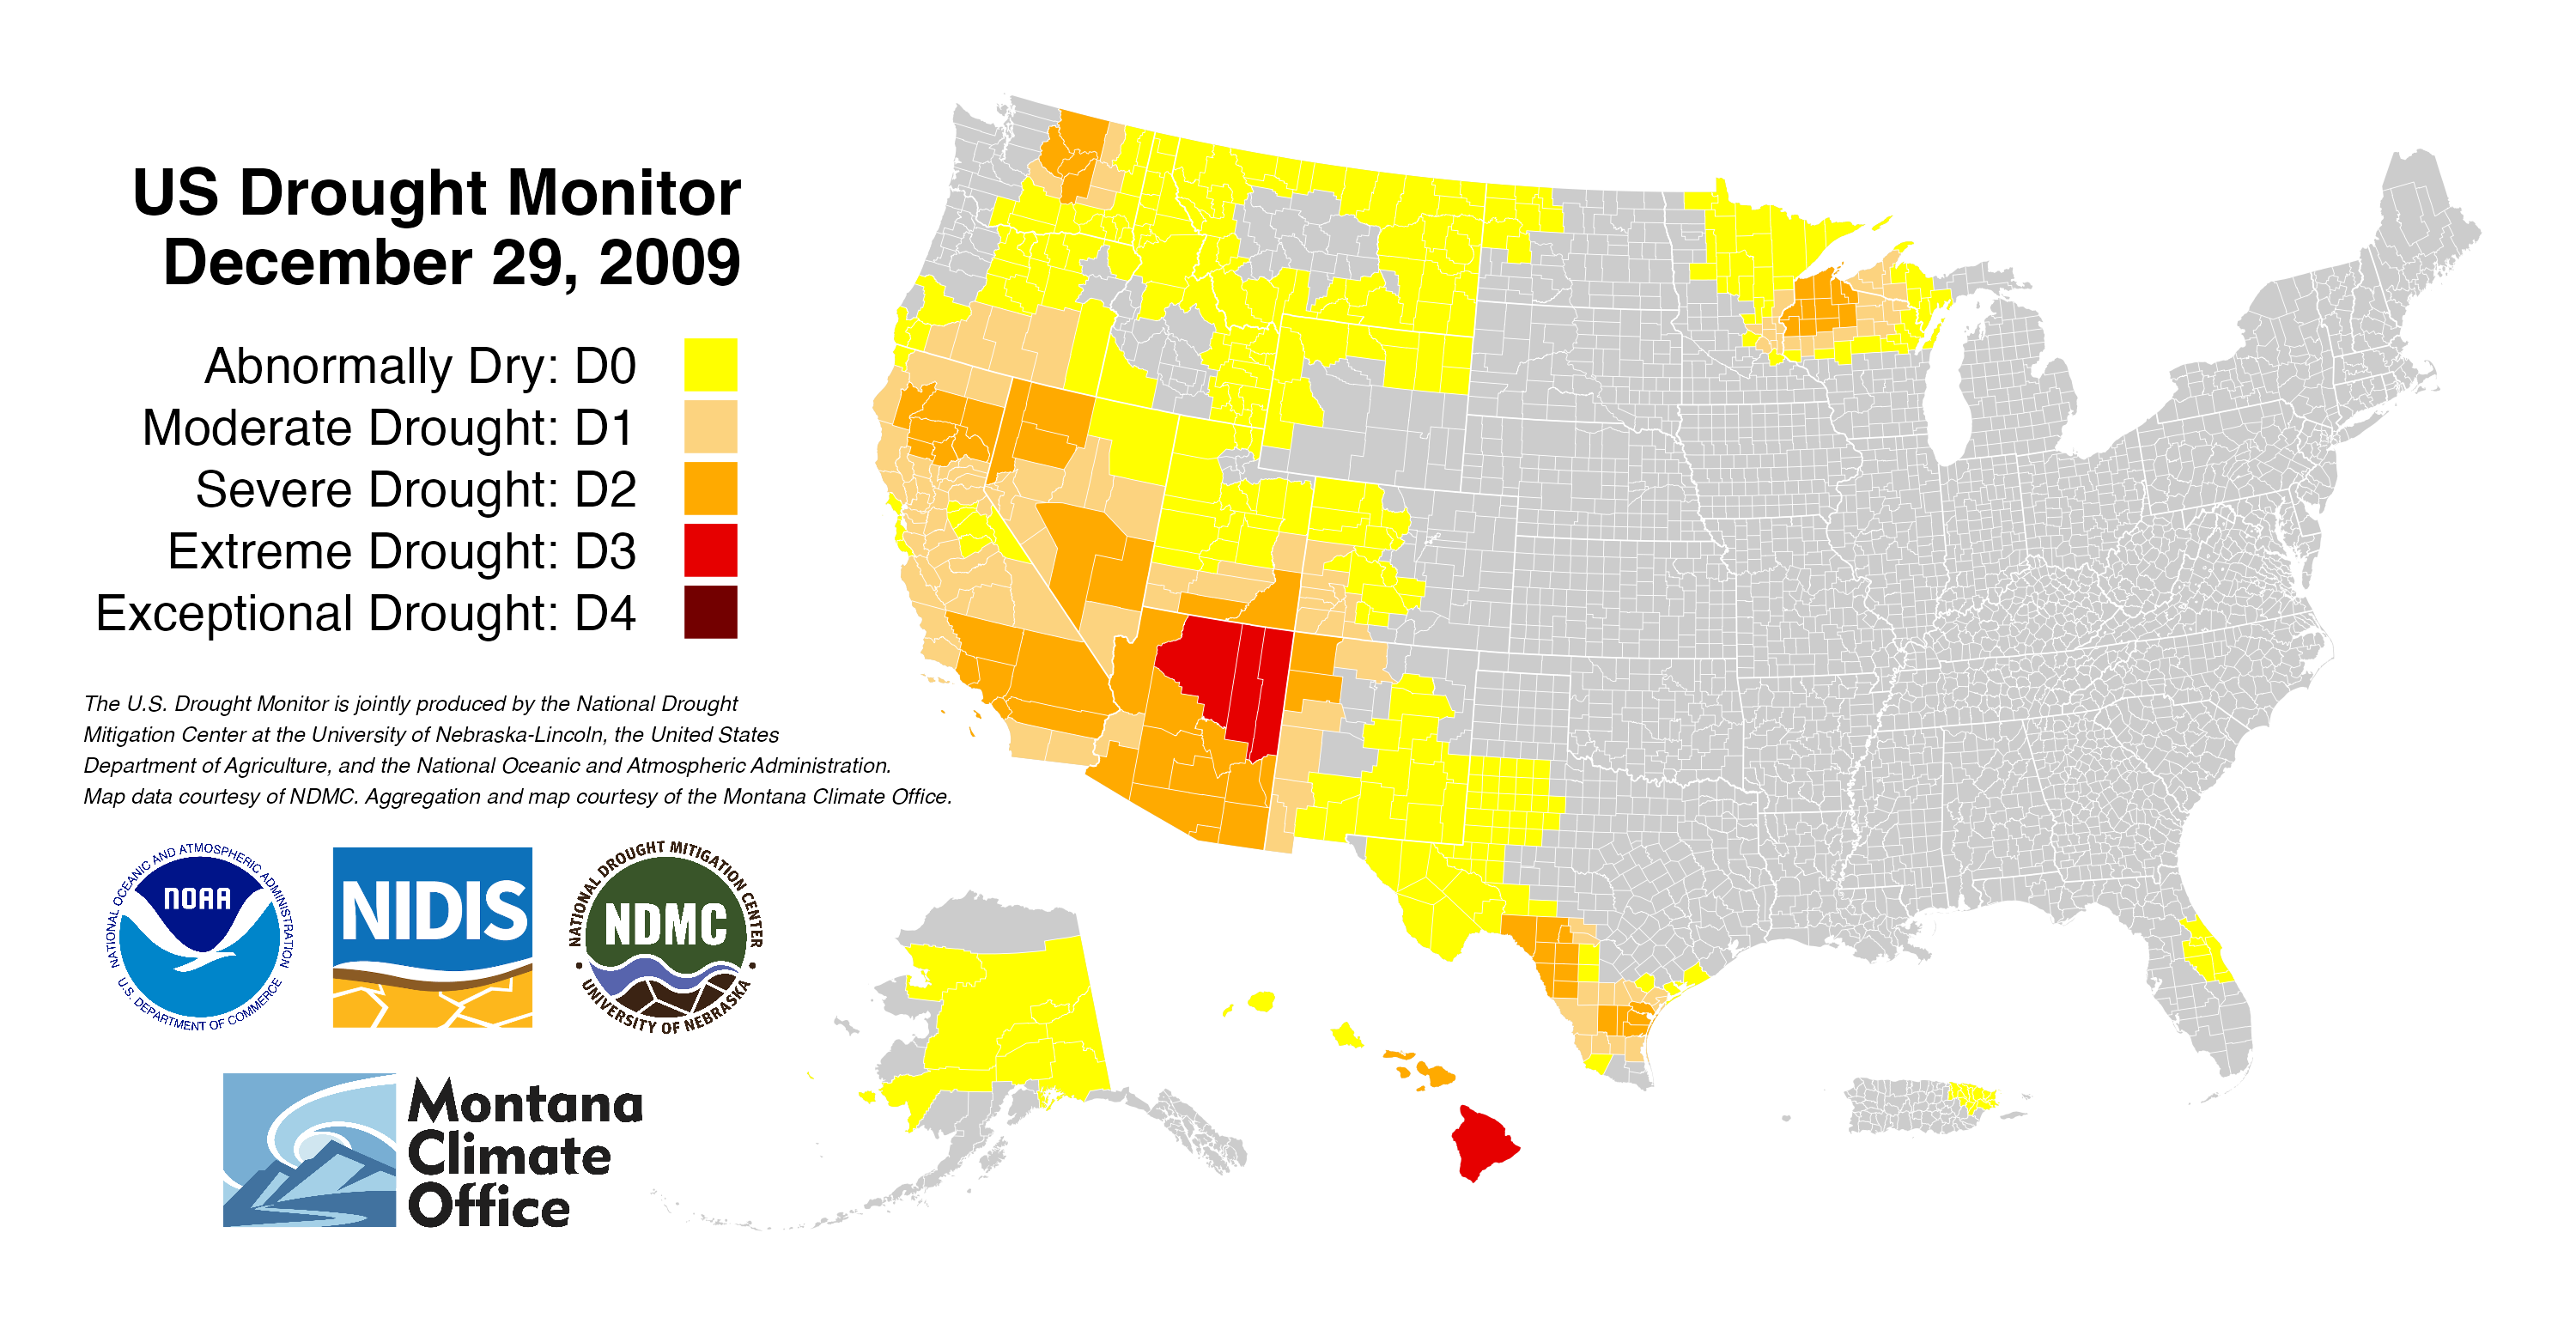 US Drought Monitor
December 29, 2009
Abnormally Dry: D0
Moderate Drought: D1
Severe Drought: D2
Extreme Drought: D3
Exceptional Drought: D4
The U.S. Drought Monitor is jointly produced by the National Drought
Mitigation Center at the University of Nebraska-Lincoln, the United States
Department of Agriculture, and the National Oceanic and Atmospheric Administration.
Map data courtesy of NDMC. Aggregation and map courtesy of the Montana Climate Office.
NATIONAL OCEANIC AND ATMOSPHERIC ADMINISTRATION
NOAA
U.S. DEPARTMENT OF COMMERCE
NIDIS
NATIONAL DROUGHT MITIGATION CENTER
NDMC
UNIVERSITY OF NEBRASKA
Montana
Climate
Office